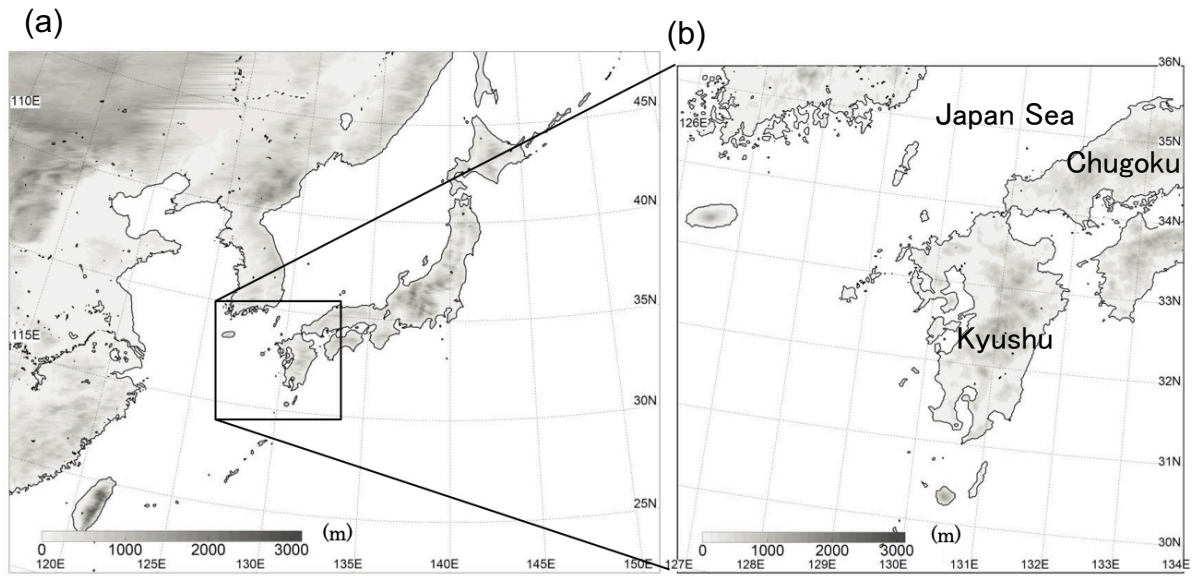 (a)
(b)
110E
115E
45N
40N
35N
30N
25N
(m)
0 1000 2000 3000
120E 125E 130E 135E 140E 145E 150E
36N
126E
Japan Sea
35N
Chugoku
34N
33N
Kyushu
32N
31N
30N
(m)
0 1000 2000 3000
127E 128E 129E 130E 131E 132E 133E 134E